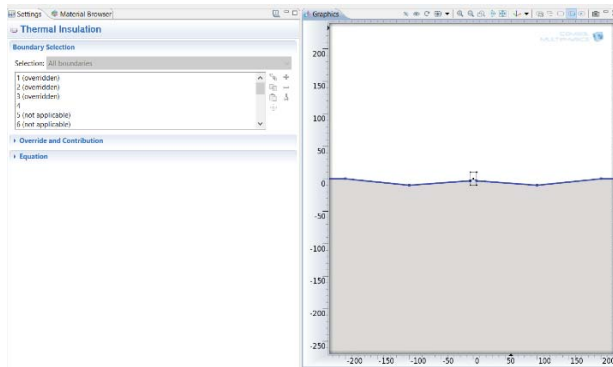 Settings Material Browser
Thermal Insulation
Boundary Selection
Selection: All boundaries
1 (overridden)
2 (overridden)
3 (overridden)
4
5 (not applicable)
6 (not applicable)
Override and Contribution
Equation
Graphics
COMSOL
MULTIPHYSICS
200
150
100
50
0
-50
-100
-150
-200
-250
-200 -150 -100 -50 0 50 100 150 200